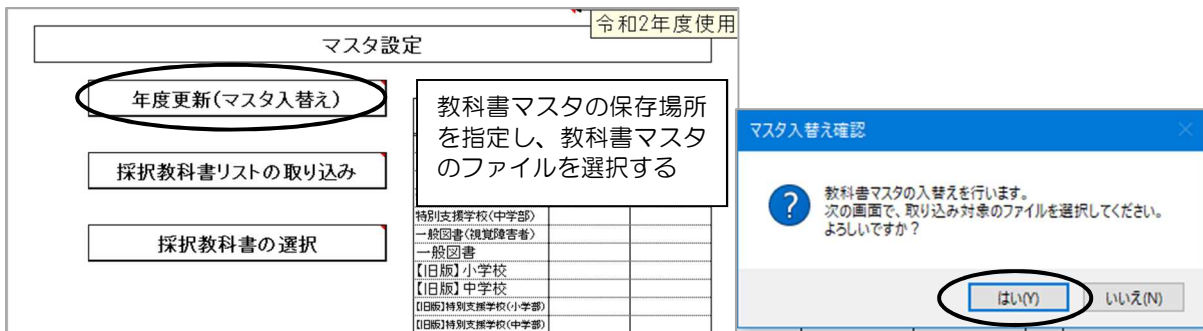 令和2年度使用
マスタ設定
年度更新(マスタ入替え)
採択教科書リストの取り込み
採択教科書の選択
教科書マスタの保存場所
を指定し、教科書マスタ
のファイルを選択する
特別支援学校(中学部)
一般図書(視覚障害者)
一般図書
【旧版】小学校
【旧版】中学校
【旧版】特別支援学校(小学部)
【旧版】特別支援学校(中学部)
マスタ入替え確認
教科書マスタの入替えを行います。
次の画面で、取り込み対象のファイルを選択してください。
よろしいですか？
はい(Y)
いいえ(N)